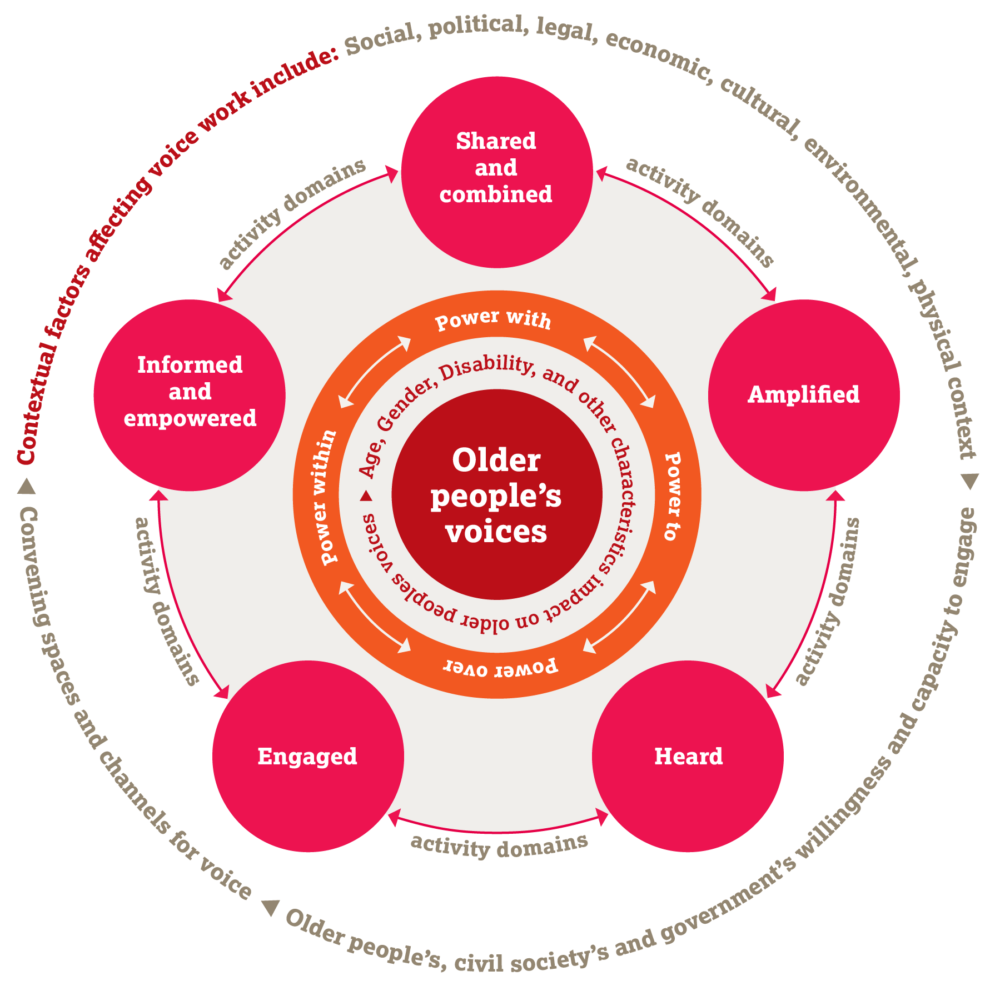 Contextual factors affecting voice work include: Social, political, legal, economic, cultural, environmental, physical context
Older people's, civil society's and government's willingness and capacity to engage
Convening spaces and channels for voice
activity domains
Shared
and
combined
activity domains
Informed
and
empowered
Amplified
activity domains
activity domains
Engaged
Heard
activity domains
Power with
Power within
Power to
Power over
Age, Gender, Disability, and other characteristics impact on older peoples voices
Older
people’s
voices